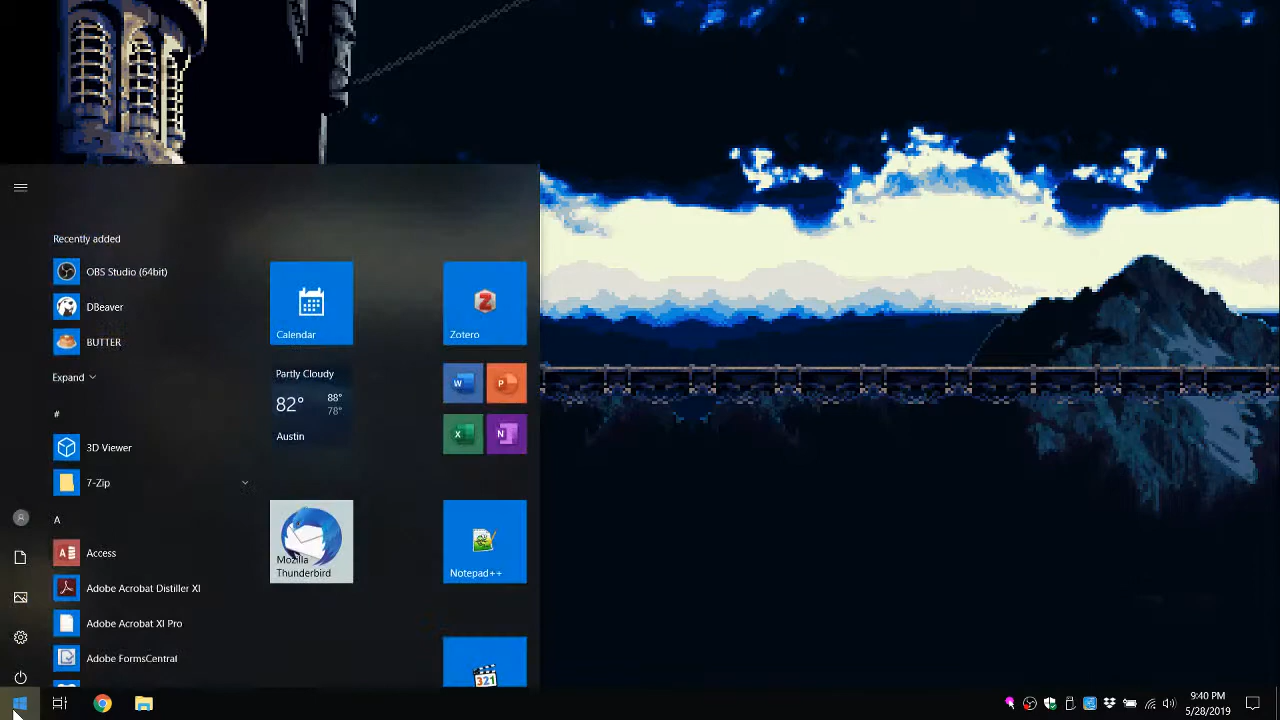 Recently added
OBS Studio (64bit)
DBeaver
BUTTER
Expand
#
3D Viewer
7-Zip
A
Access
Adobe Acrobat Distiller XI
Adobe Acrobat XI Pro
Adobe FormsCentral
Calendar
Zotero
Partly Cloudy
82° 88°
78°
Austin
W
P
X
N
Mozilla
Thunderbird
Notepad++
321
9:40 PM
5/28/2019